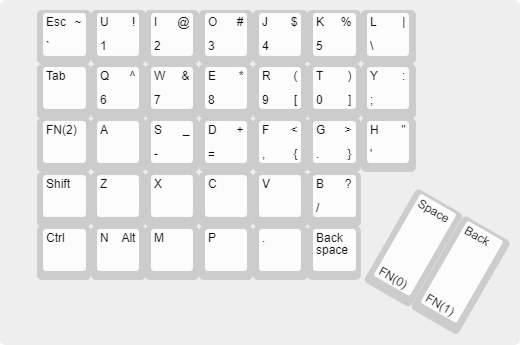 Esc ~ U ! I @ O # J $ K % L |
` 1 2 3 4 5 \
Tab Q ^ W & E * R ( T ) Y :
6 7 8 9 [ 0 ] ;
FN(2) A S _ D + F < G > H "
- = , { . } '
Shift Z X C V B ?
/
Ctrl N Alt M P . Back
space
Space
FN(0)
Back
FN(1)